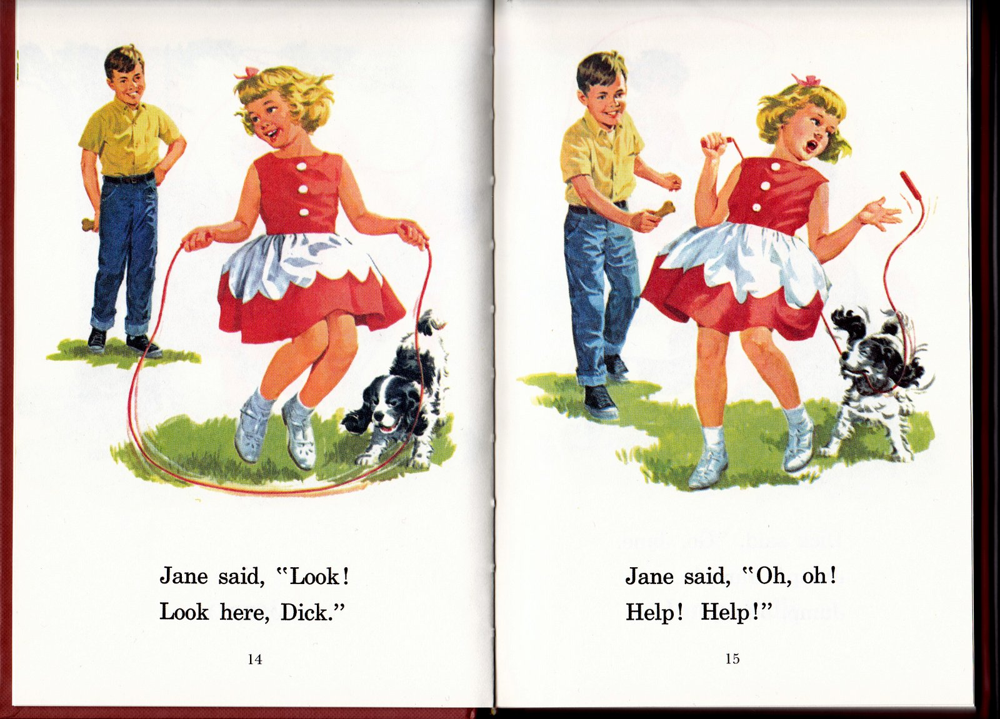 Jane said, “Look!
Look here, Dick.”
14
Jane said, “Oh, oh!
Help! Help!”
15